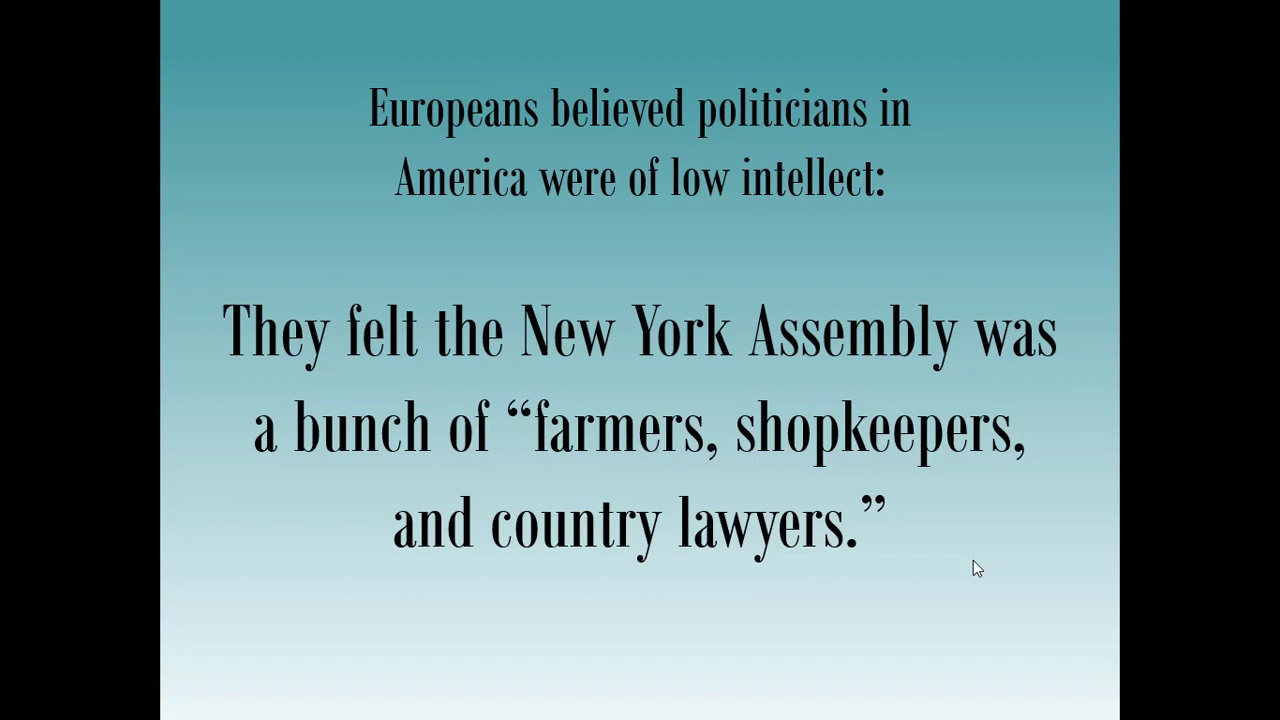 Europeans believed politicians in
America were of low intellect:
They felt the New York Assembly was
a bunch of “farmers, shopkeepers,
and country lawyers.”